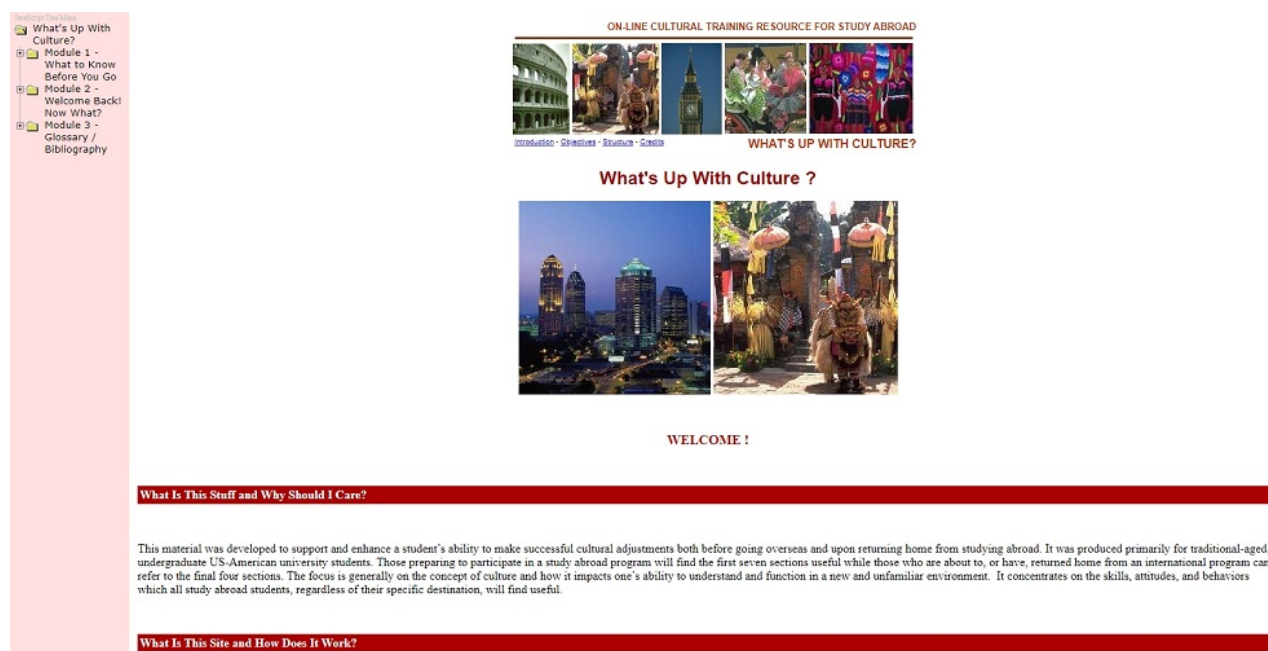 JavaScript Tree Menu
What's Up With
Culture?
Module 1 -
What to Know
Before You Go
Module 2 -
Welcome Back!
Now What?
Module 3 -
Glossary /
Bibliography
ON-LINE CULTURAL TRAINING RESOURCE FOR STUDY ABROAD
Introduction - Objectives - Structure - Credits
WHAT'S UP WITH CULTURE?
What's Up With Culture ?
WELCOME !
What Is This Stuff and Why Should I Care?
This material was developed to support and enhance a student's ability to make successful cultural adjustments both before going overseas and upon returning home from studying abroad. It was produced primarily for traditional-aged,
undergraduate US-American university students. Those preparing to participate in a study abroad program will find the first seven sections useful while those who are about to, or have, returned home from an international program can
refer to the final four sections. The focus is generally on the concept of culture and how it impacts one's ability to understand and function in a new and unfamiliar environment.  It concentrates on the skills, attitudes, and behaviors
which all study abroad students, regardless of their specific destination, will find useful.
What Is This Site and How Does It Work?